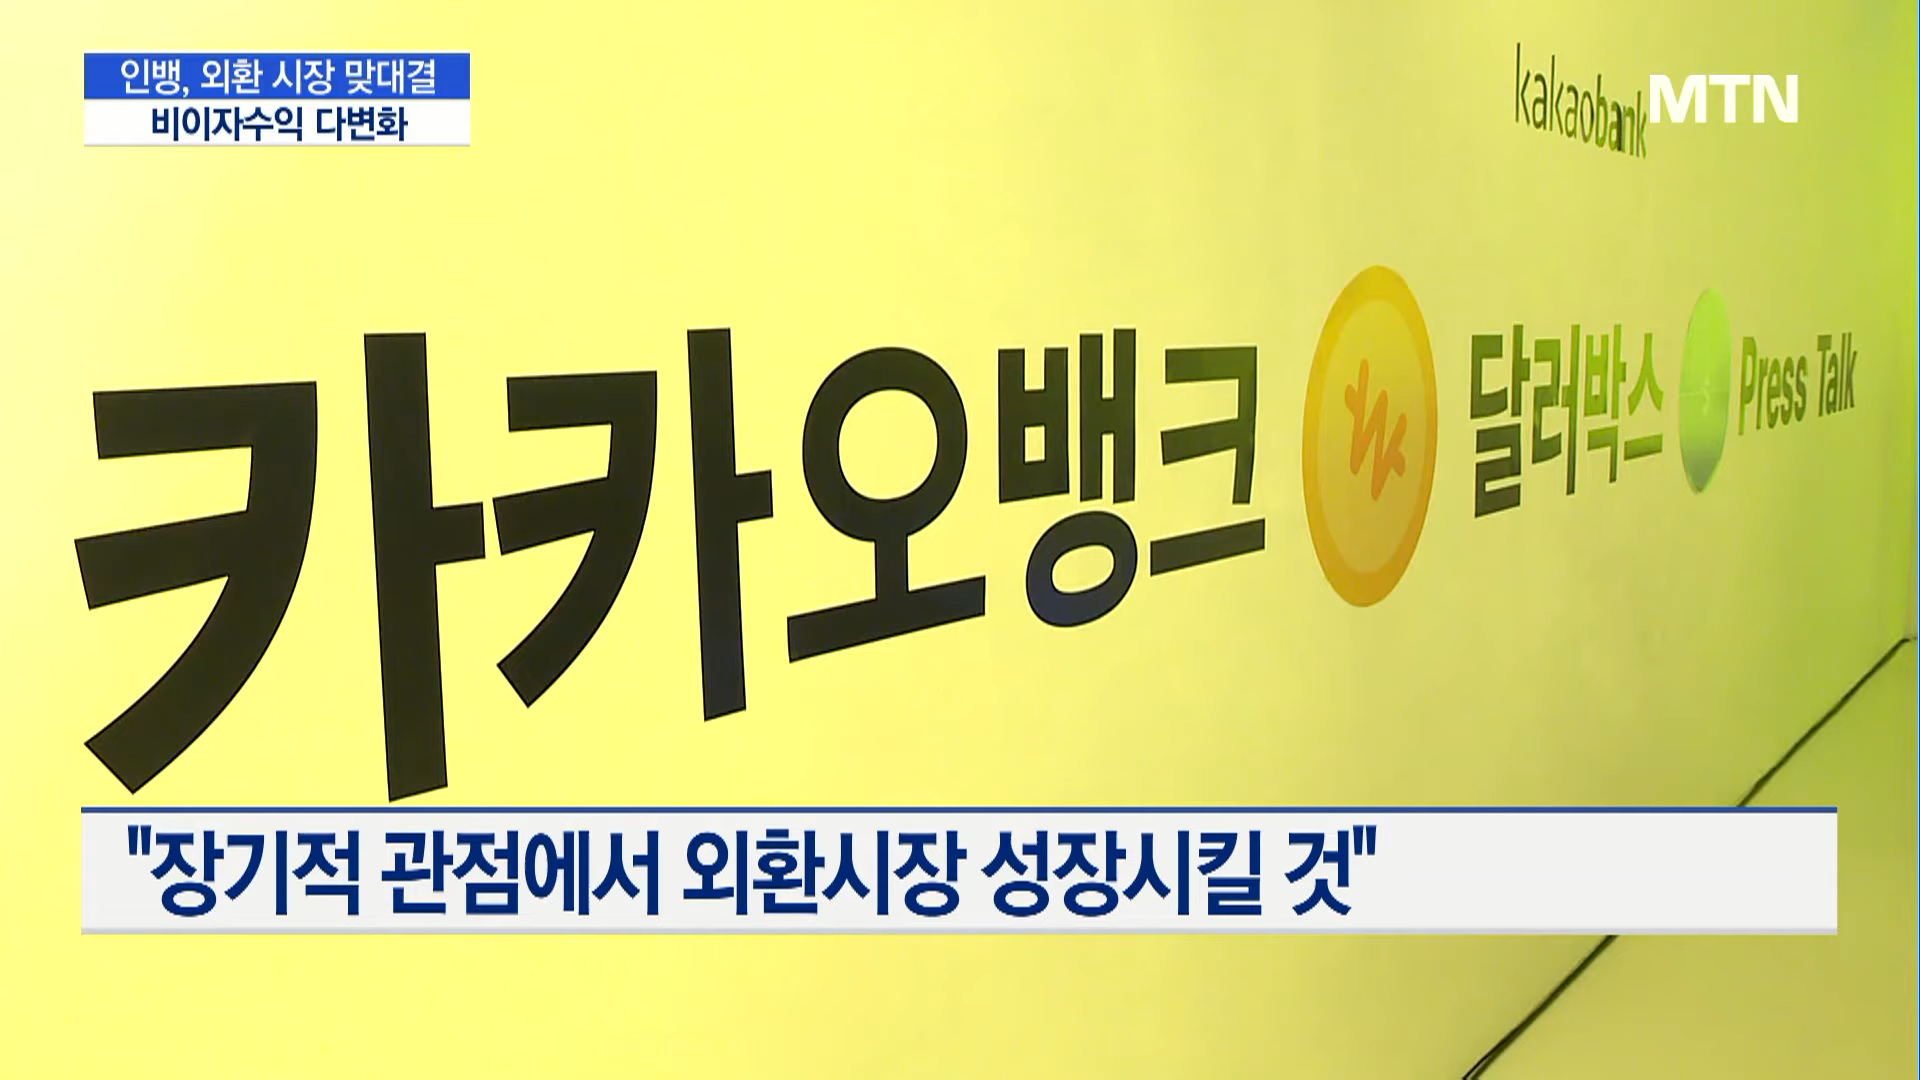 인뱅, 외환 시장 맞대결
비이자수익 다변화
kakaobank
MTN
카카오뱅크 달러박스 Press Talk
"장기적 관점에서 외환시장 성장시킬 것"